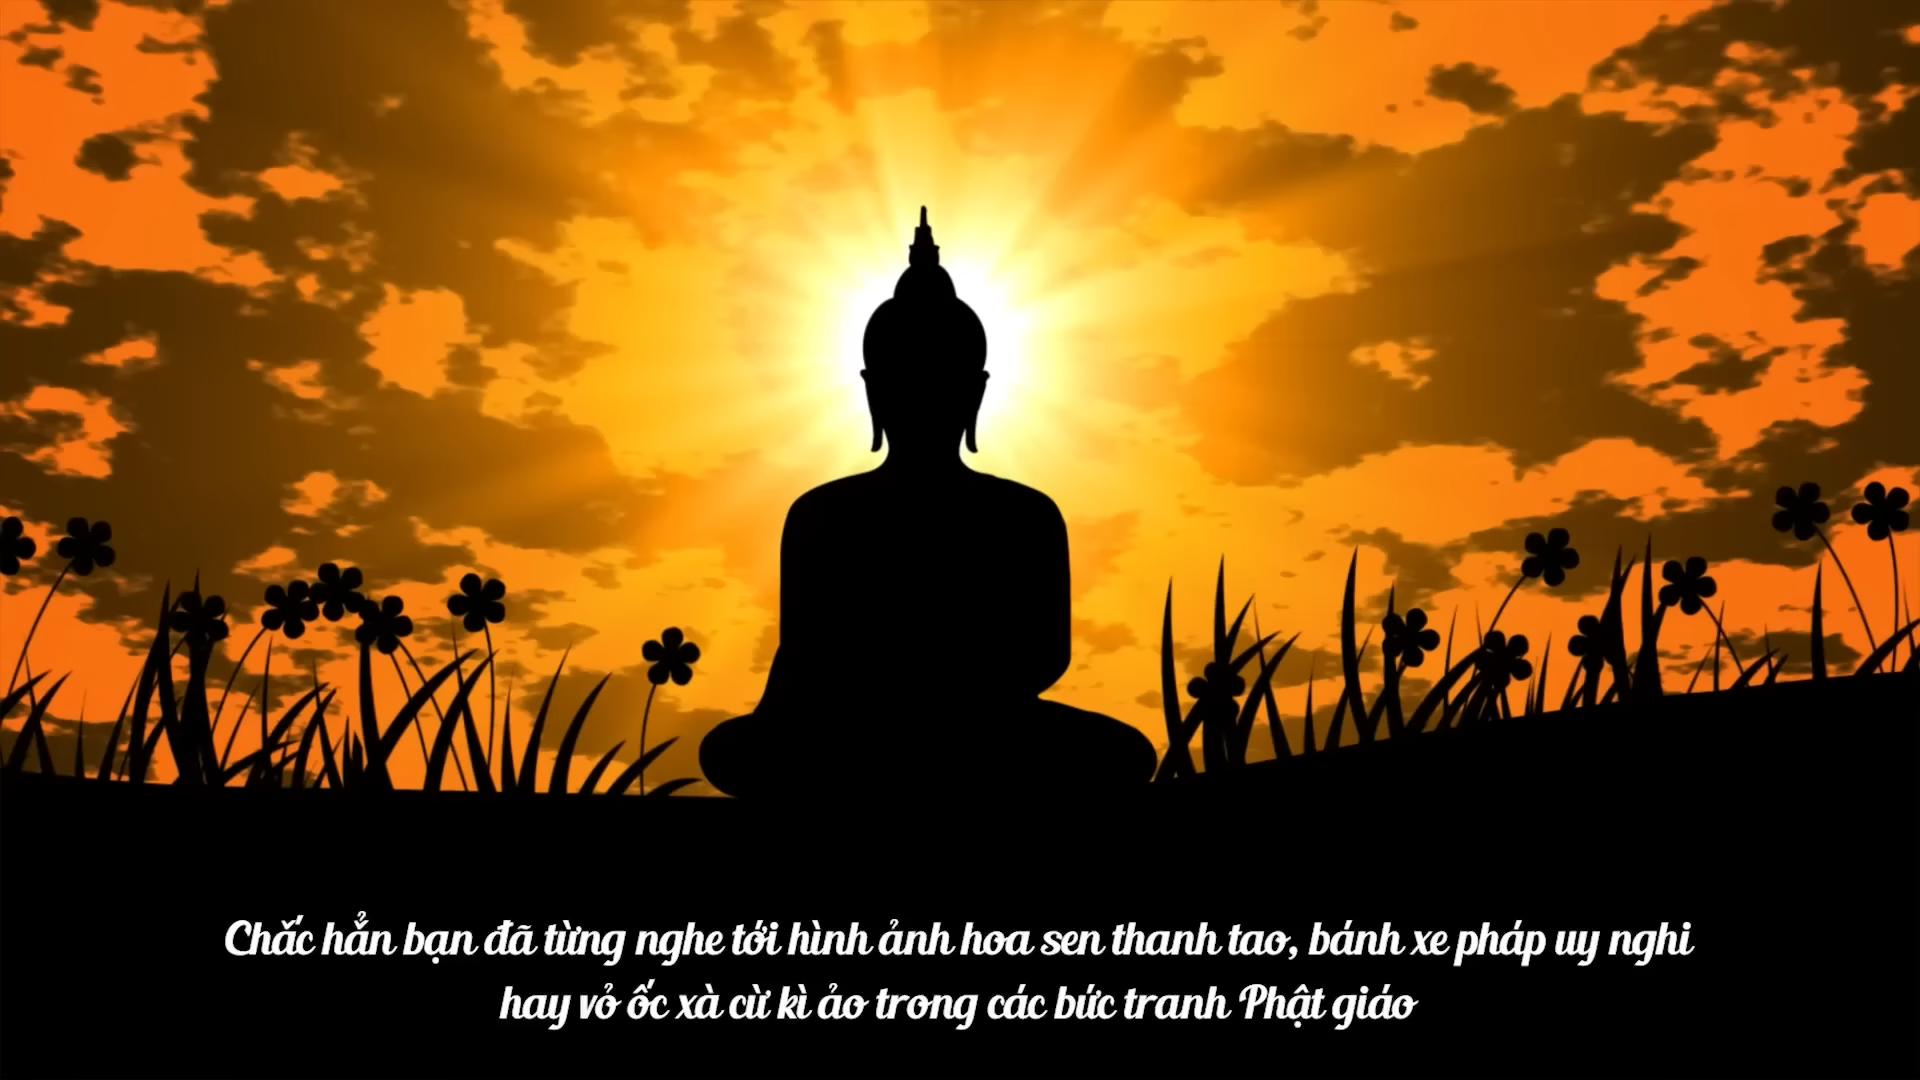 Chắc hẳn bạn đã từng nghe tới hình ảnh hoa sen thanh tao, bánh xe pháp uy nghi
hay vỏ ốc xà cừ kì ảo trong các bức tranh Phật giáo